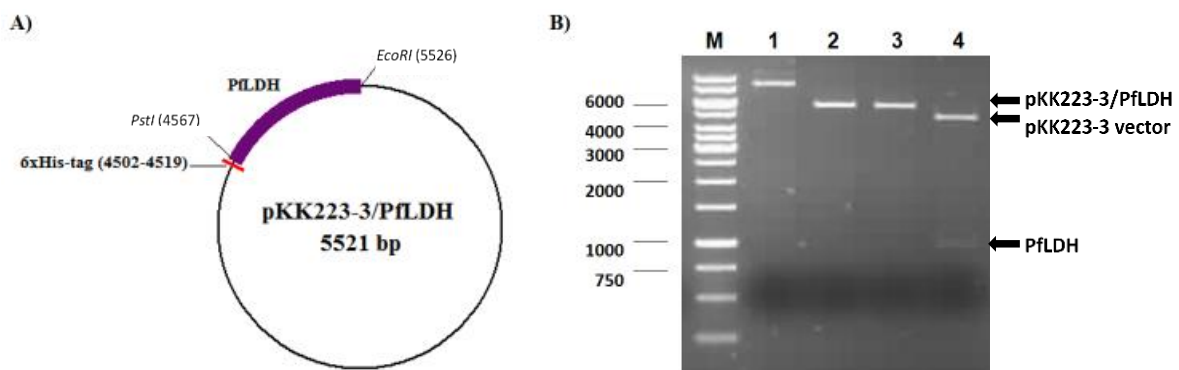 A)
EcoRI (5526)
PfLDH
PstI (4567)
6xHis-tag (4502-4519)
pKK223-3/PfLDH
5521 bp
B)
M 1 2 3 4
6000
4000
3000
2000
1000
750
pKK223-3/PfLDH
pKK223-3 vector
PfLDH